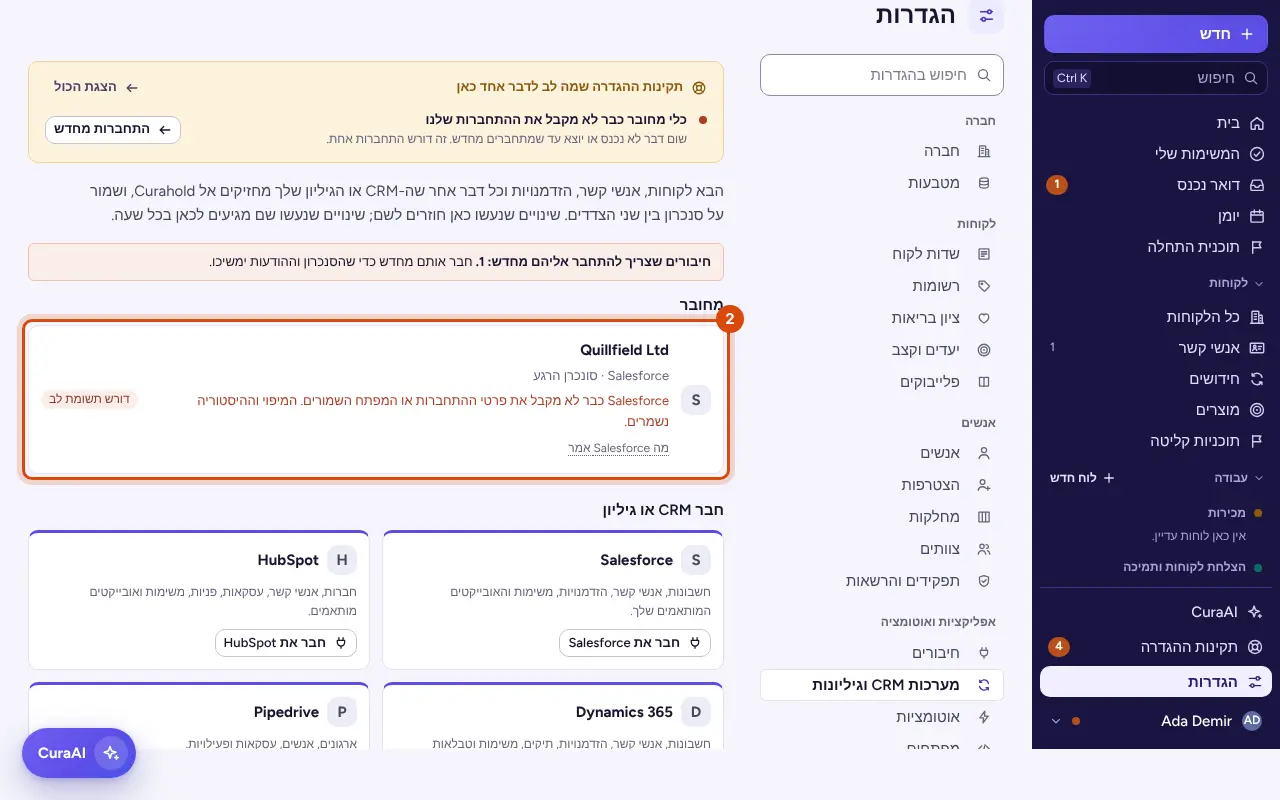 חדש
חיפוש
Ctrl K
בית
המשימות שלי
דואר נכנס
1
יומן
תוכנית התחלה
לקוחות
כל הלקוחות
אנשי קשר
1
חידושים
מוצרים
תוכניות קליטה
עבודה
לוח חדש
מכירות
אין כאן לוחות עדיין.
הצלחת לקוחות ותמיכה
CuraAI
תקינות ההגדרה
4
הגדרות
Ada Demir
AD
הגדרות
חיפוש בהגדרות
חברה
חברה
מטבעות
לקוחות
שדות לקוח
רשומות
ציון בריאות
יעדים וקצב
פלייבוקים
אנשים
אנשים
הצטרפות
מחלקות
צוותים
תפקידים והרשאות
אפליקציות ואוטומציה
חיבורים
מערכות CRM וגיליונות
אוטומציות
מפתחים
תקינות ההגדרה שמה לב לדבר אחד כאן
הצגת הכול
כלי מחובר כבר לא מקבל את ההתחברות שלנו
שום דבר לא נכנס או יוצא עד שמתחברים מחדש. זה דורש התחברות אחת.
התחברות מחדש
הבא לקוחות, אנשי קשר, הזדמנויות וכל דבר אחר שה-CRM או הגיליון שלך מחזיקים אל Curahold, ושמור
על סנכרון בין שני הצדדים. שינויים שנעשו כאן חוזרים לשם; שינויים שנעשו שם מגיעים לכאן בכל שעה.
חיבורים שצריך להתחבר אליהם מחדש: 1. חבר אותם מחדש כדי שהסנכרון וההודעות ימשיכו.
מחובר
2
Quillfield Ltd
Salesforce · סונכרן הרגע
S
Salesforce כבר לא מקבל את פרטי ההתחברות או המפתח השמורים. המיפוי וההיסטוריה
נשמרים.
דורש תשומת לב
מה Salesforce אמר
חבר CRM או גיליון
S
Salesforce
חשבונות, אנשי קשר, הזדמנויות, משימות והאובייקטים
המותאמים שלך.
חבר את Salesforce
H
HubSpot
חברות, אנשי קשר, עסקאות, פניות, משימות ואובייקטים
מותאמים.
חבר את HubSpot
D
Dynamics 365
חשבונות, אנשי קשר, הזדמנויות, תיקים, משימות וטבלאות
P
Pipedrive
ארגונים, אנשים, עסקאות ופעילויות.
CuraAI